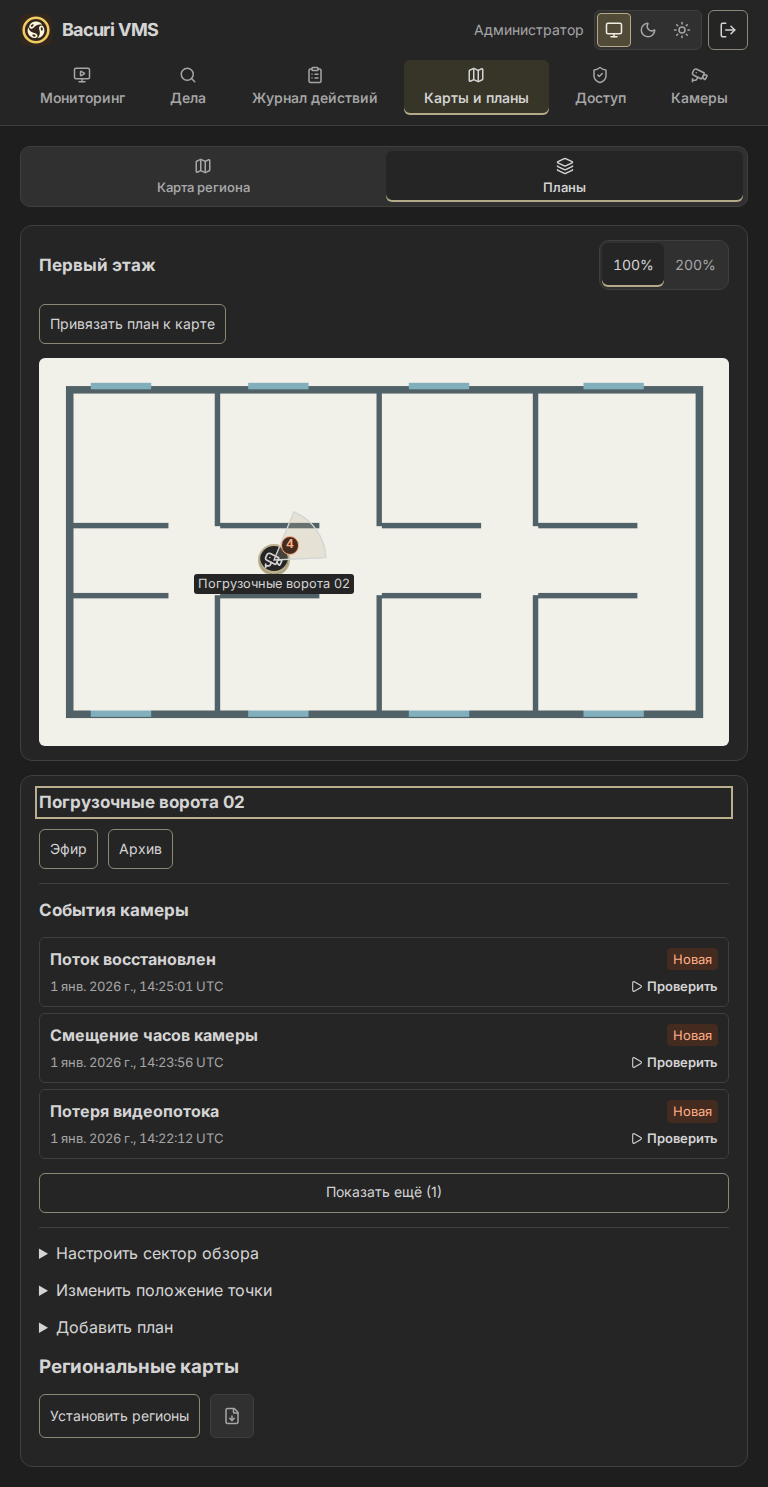 Bacuri VMS
Администратор
Мониторинг
Дела
Журнал действий
Карты и планы
Доступ
Камеры
Карта региона
Планы
Первый этаж
100%
200%
Привязать план к карте
4
Погрузочные ворота 02
Погрузочные ворота 02
Эфир
Архив
События камеры
Поток восстановлен
Новая
1 янв. 2026 г., 14:25:01 UTC
Проверить
Смещение часов камеры
Новая
1 янв. 2026 г., 14:23:56 UTC
Проверить
Потеря видеопотока
Новая
1 янв. 2026 г., 14:22:12 UTC
Проверить
Показать ещё (1)
Настроить сектор обзора
Изменить положение точки
Добавить план
Региональные карты
Установить регионы